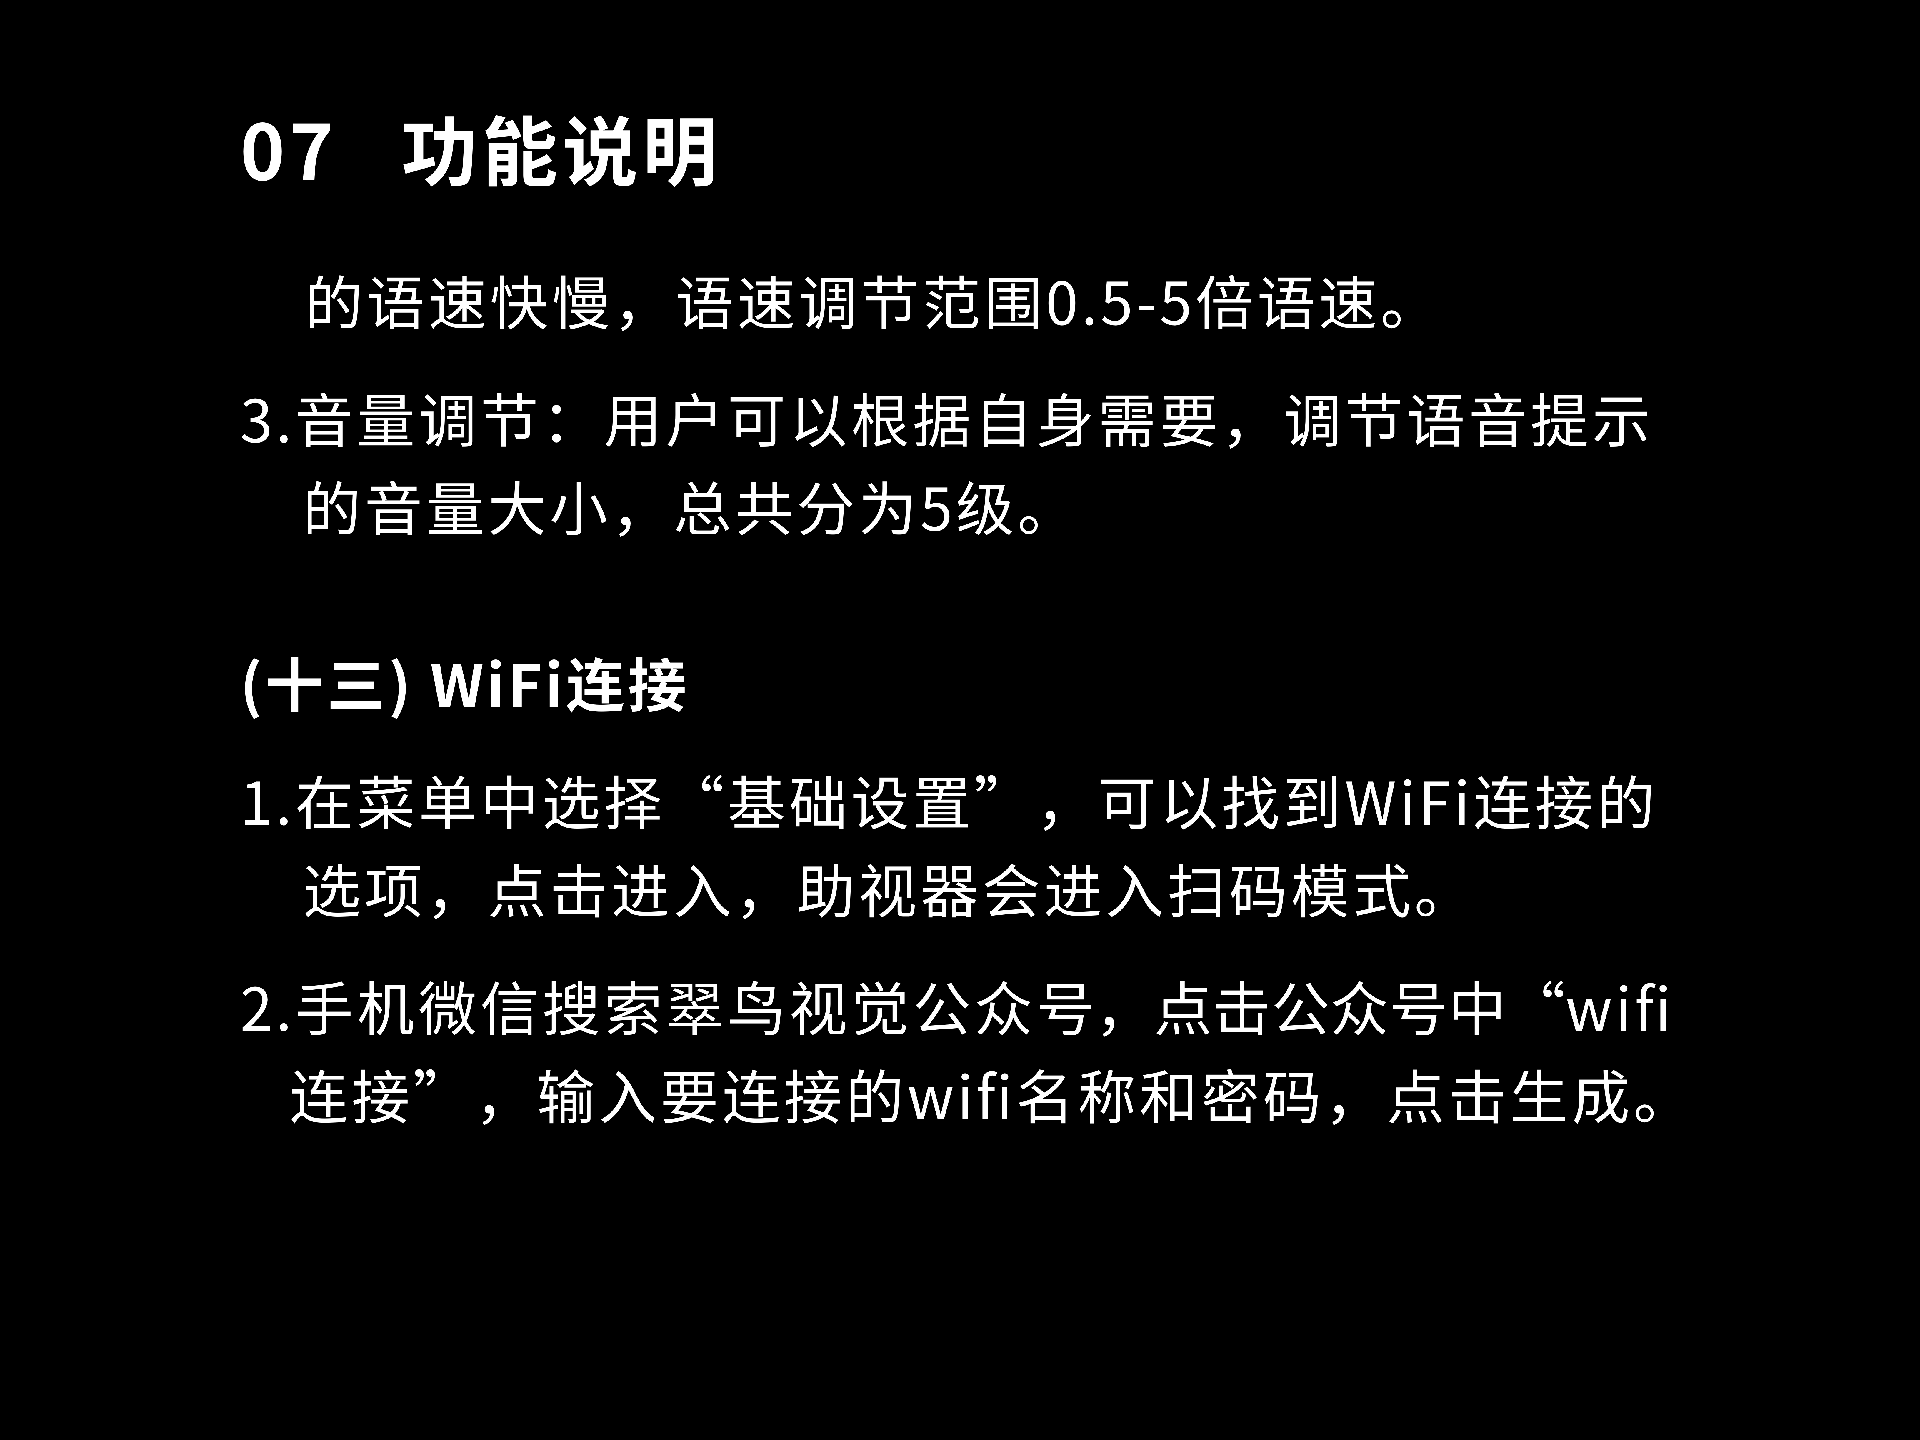 07 功能说明
的语速快慢，语速调节范围0.5-5倍语速。
3.音量调节：用户可以根据自身需要，调节语音提示
的音量大小，总共分为5级。
(十三) WiFi连接
1.在菜单中选择“基础设置”，可以找到WiFi连接的
选项，点击进入，助视器会进入扫码模式。
2.手机微信搜索翠鸟视觉公众号，点击公众号中“wifi
连接”，输入要连接的wifi名称和密码，点击生成。